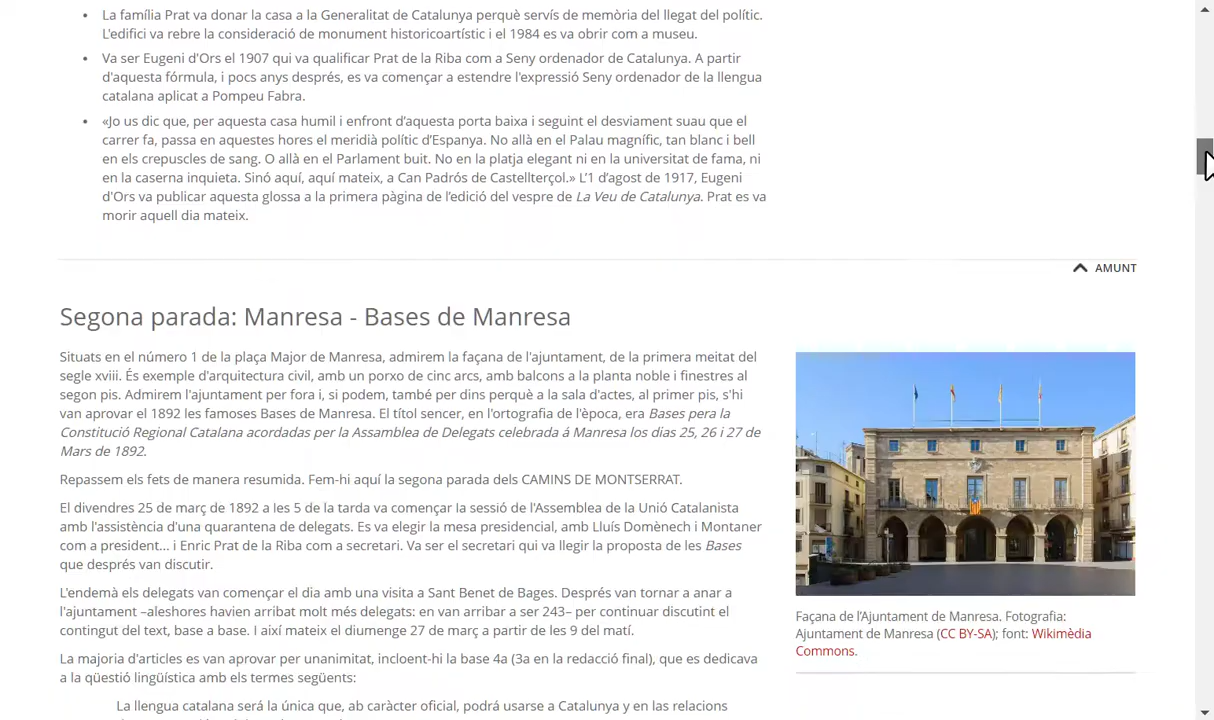 La família Prat va donar la casa a la Generalitat de Catalunya perquè servís de memòria del llegat del polític.
L'edifici va rebre la consideració de monument historicoartístic i el 1984 es va obrir com a museu.
Va ser Eugeni d'Ors el 1907 qui va qualificar Prat de la Riba com a Seny ordenador de Catalunya. A partir
d'aquesta fórmula, i pocs anys després, es va començar a estendre l'expressió Seny ordenador de la llengua
catalana aplicat a Pompeu Fabra.
«Jo us dic que, per aquesta casa humil i enfront d'aquesta porta baixa i seguint el desviament suau que el
carrer fa, passa en aquestes hores el meridià polític d'Espanya. No allà en el Palau magnífic, tan blanc i bell
en els crepuscles de sang. O allà en el Parlament buit. No en la platja elegant ni en la universitat de fama, ni
en la caserna inquieta. Sinó aquí, aquí mateix, a Can Padrós de Castellterçol.» L'1 d'agost de 1917, Eugeni
d'Ors va publicar aquesta glossa a la primera pàgina de l'edició del vespre de La Veu de Catalunya. Prat es va
morir aquell dia mateix.
AMUNT
Segona parada: Manresa - Bases de Manresa
Situats en el número 1 de la plaça Major de Manresa, admirem la façana de l'ajuntament, de la primera meitat del
segle xviii. És exemple d'arquitectura civil, amb un porxo de cinc arcs, amb balcons a la planta noble i finestres al
segon pis. Admirem l'ajuntament per fora i, si podem, també per dins perquè a la sala d'actes, al primer pis, s'hi
van aprovar el 1892 les famoses Bases de Manresa. El títol sencer, en l'ortografia de l'època, era Bases pera la
Constitució Regional Catalana acordadas per la Assamblea de Delegats celebrada á Manresa los dias 25, 26 i 27 de
Mars de 1892.
Repassem els fets de manera resumida. Fem-hi aquí la segona parada dels CAMINS DE MONTSERRAT.
El divendres 25 de març de 1892 a les 5 de la tarda va començar la sessió de l'Assemblea de la Unió Catalanista
amb l'assistència d'una quarantena de delegats. Es va elegir la mesa presidencial, amb Lluís Domènech i Montaner
com a president... i Enric Prat de la Riba com a secretari. Va ser el secretari qui va llegir la proposta de les Bases
que després van discutir.
L'endemà els delegats van començar el dia amb una visita a Sant Benet de Bages. Després van tornar a anar a
l'ajuntament –aleshores havien arribat molt més delegats: en van arribar a ser 243– per continuar discutint el
contingut del text, base a base. I així mateix el diumenge 27 de març a partir de les 9 del matí.
La majoria d'articles es van aprovar per unanimitat, incloent-hi la base 4a (3a en la redacció final), que es dedicava
a la qüestió lingüística amb els termes següents:
La llengua catalana será la única que, ab carácter oficial, podrá usarse a Catalunya y en las relacions
Façana de l'Ajuntament de Manresa. Fotografia:
Ajuntament de Manresa (CC BY-SA); font: Wikimèdia
Commons.